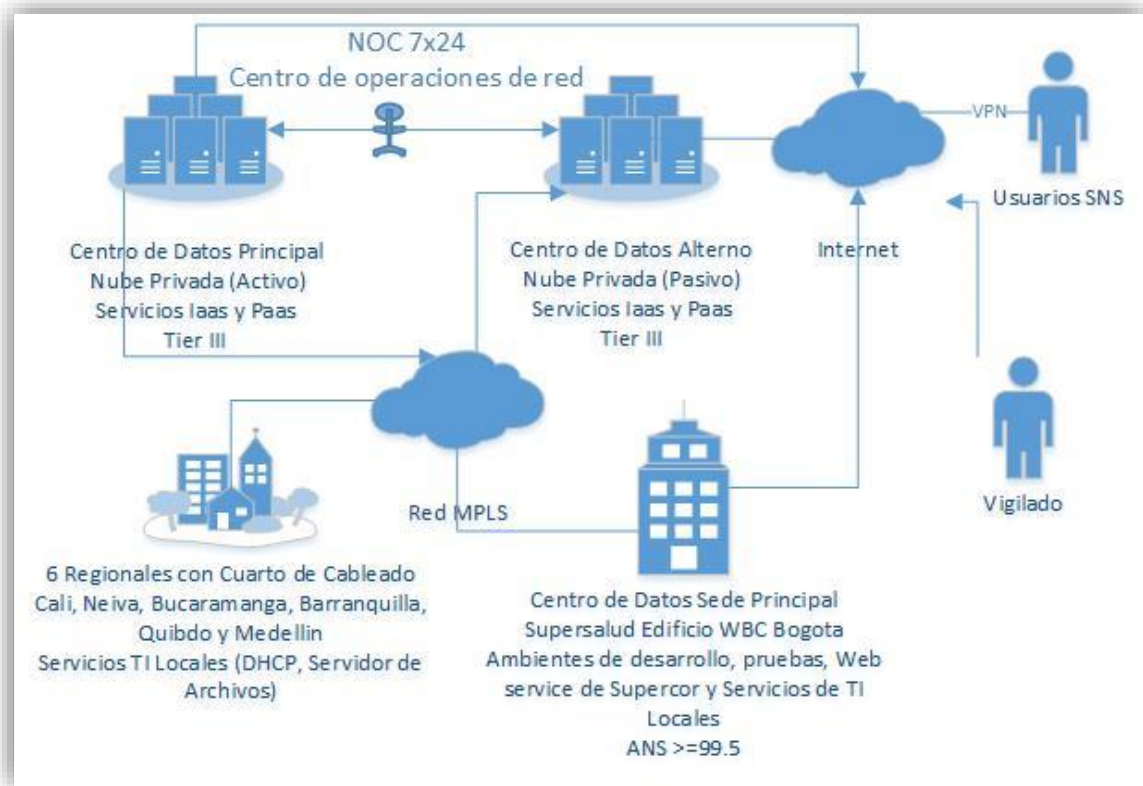 NOC 7x24
Centro de operaciones de red
VPN
Usuarios SNS
Centro de Datos Principal
Nube Privada (Activo)
Servicios Iaas y Paas
Tier III
Centro de Datos Alterno
Nube Privada (Pasivo)
Servicios Iaas y Paas
Tier III
Internet
Vigilado
Red MPLS
6 Regionales con Cuarto de Cableado
Cali, Neiva, Bucaramanga, Barranquilla,
Quibdo y Medellin
Servicios TI Locales (DHCP, Servidor de
Archivos)
Centro de Datos Sede Principal
Supersalud Edificio WBC Bogota
Ambientes de desarrollo, pruebas, Web
service de Supercor y Servicios de TI
Locales
ANS >=99.5